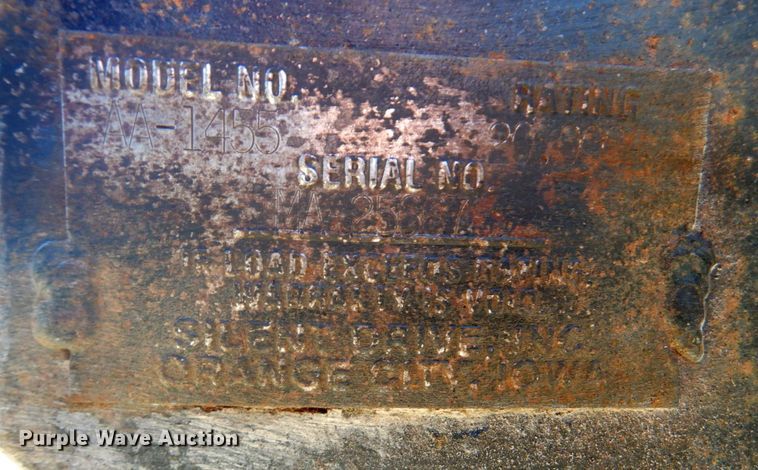 MODEL NO. RATING
AA-1455
SERIAL NO.
IF LOAD EXCEEDS RATING
WARRANTY IS VOID
SILENT DRIVE, INC.
ORANGE CITY, IOWA
Purple Wave Auction